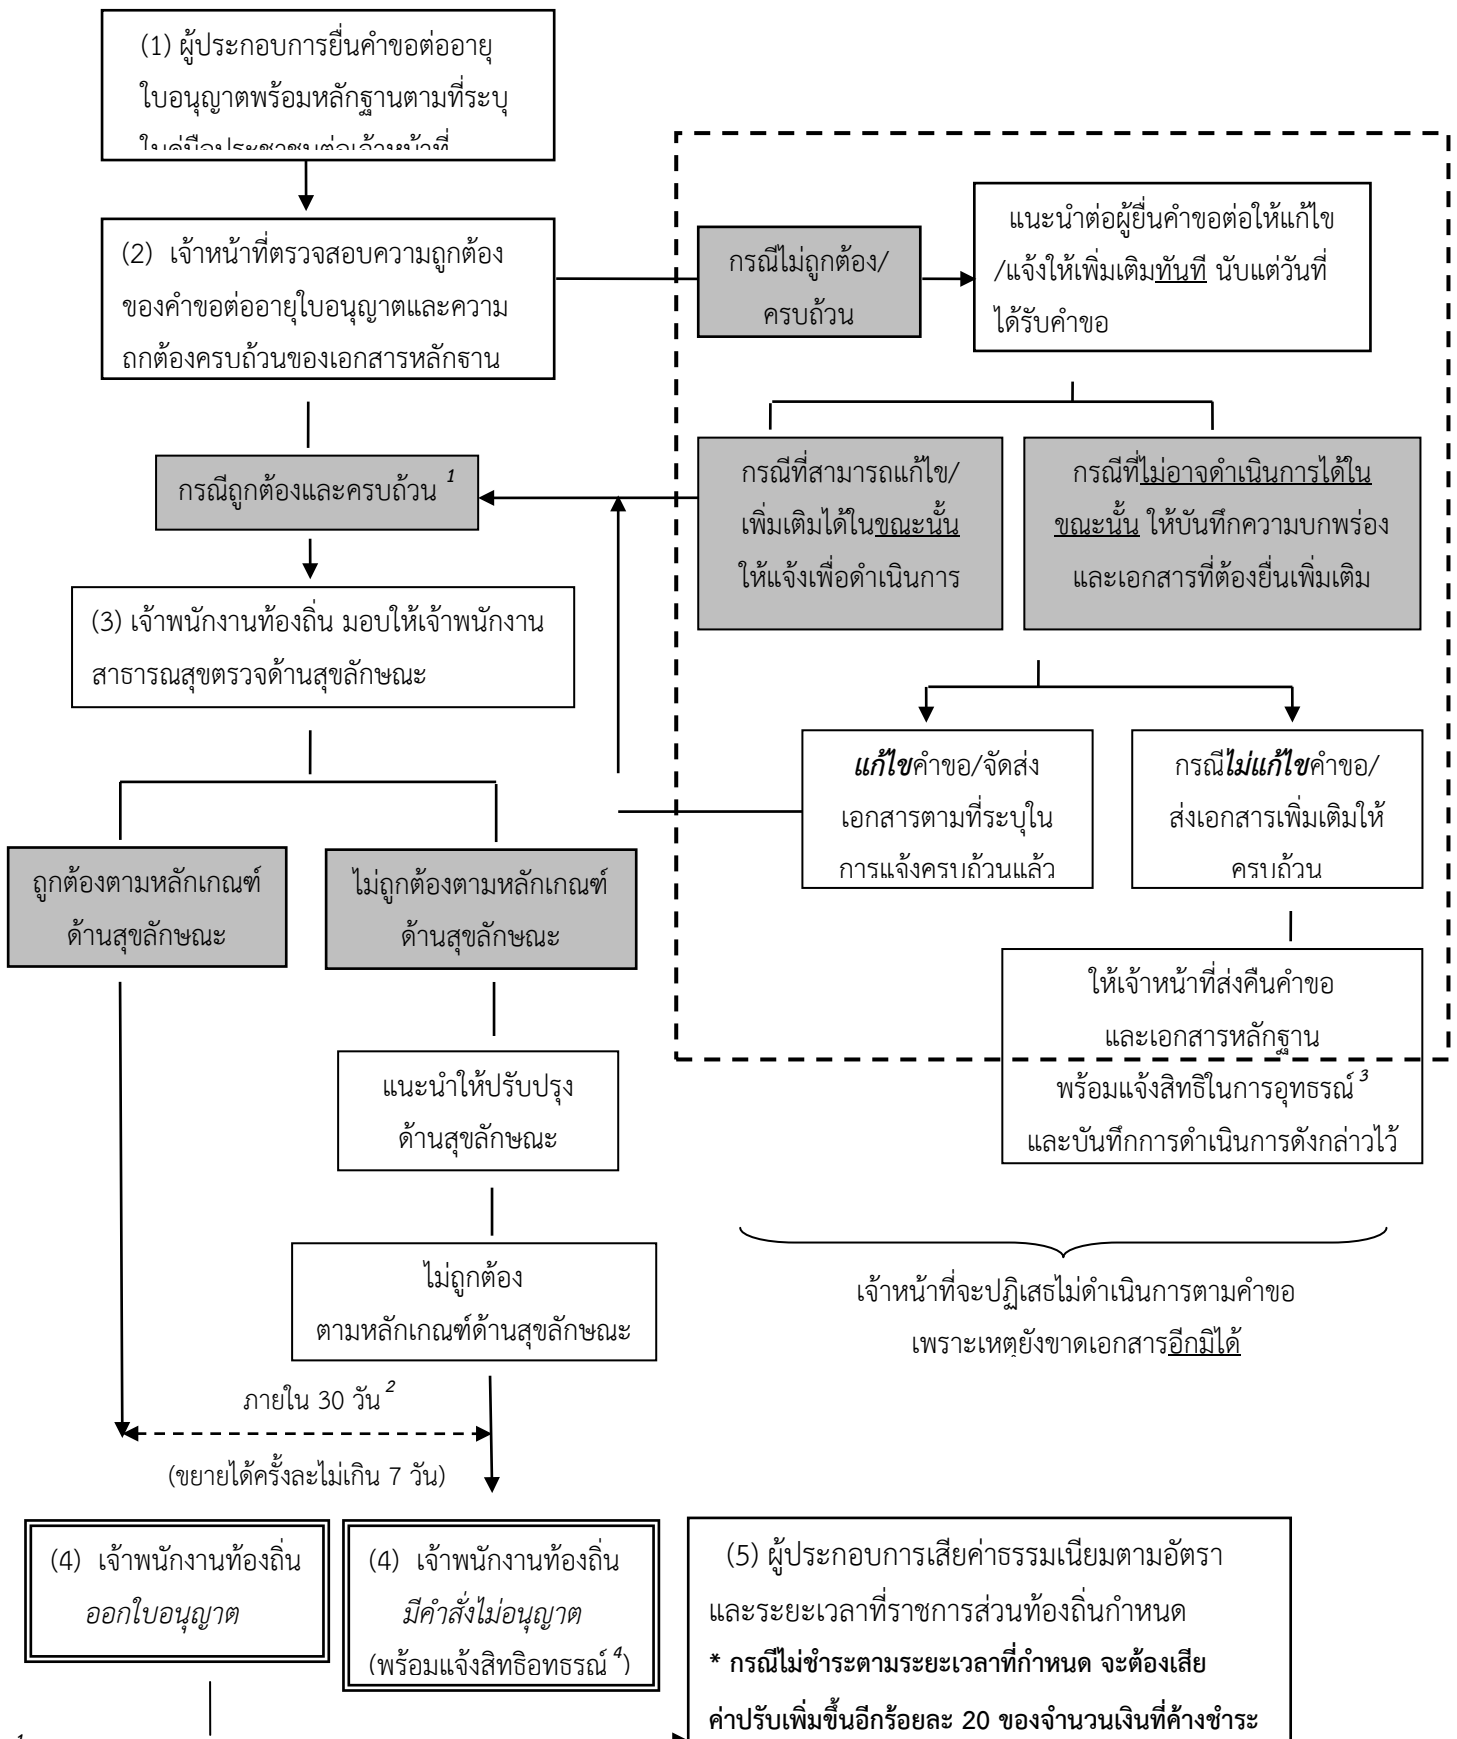 (1) ผู้ประกอบการยื่นคำขอต่ออายุ
ใบอนุญาตพร้อมหลักฐานตามที่ระบุ
ในคู่มือประชาชนต่อเจ้าหน้าที่
(2) เจ้าหน้าที่ตรวจสอบความถูกต้อง
ของคำขอต่ออายุใบอนุญาตและความ
ถูกต้องครบถ้วนของเอกสารหลักฐาน
กรณีไม่ถูกต้อง/
ครบถ้วน
แนะนำต่อผู้ยื่นคำขอต่อให้แก้ไข
/แจ้งให้เพิ่มเติมทันที นับแต่วันที่
ได้รับคำขอ
กรณีถูกต้องและครบถ้วน 1
กรณีที่สามารถแก้ไข/
เพิ่มเติมได้ในขณะนั้น
ให้แจ้งเพื่อดำเนินการ
กรณีที่ไม่อาจดำเนินการได้ใน
ขณะนั้น ให้บันทึกความบกพร่อง
และเอกสารที่ต้องยื่นเพิ่มเติม
(3) เจ้าพนักงานท้องถิ่น มอบให้เจ้าพนักงาน
สาธารณสุขตรวจด้านสุขลักษณะ
แก้ไขคำขอ/จัดส่ง
เอกสารตามที่ระบุใน
การแจ้งครบถ้วนแล้ว
กรณีไม่แก้ไขคำขอ/
ส่งเอกสารเพิ่มเติมให้
ครบถ้วน
ถูกต้องตามหลักเกณฑ์
ด้านสุขลักษณะ
ไม่ถูกต้องตามหลักเกณฑ์
ด้านสุขลักษณะ
ให้เจ้าหน้าที่ส่งคืนคำขอ
และเอกสารหลักฐาน
พร้อมแจ้งสิทธิในการอุทธรณ์ 3
และบันทึกการดำเนินการดังกล่าวไว้
แนะนำให้ปรับปรุง
ด้านสุขลักษณะ
ไม่ถูกต้อง
ตามหลักเกณฑ์ด้านสุขลักษณะ
เจ้าหน้าที่จะปฏิเสธไม่ดำเนินการตามคำขอ
เพราะเหตุยังขาดเอกสารอีกมิได้
ภายใน 30 วัน 2
(ขยายได้ครั้งละไม่เกิน 7 วัน)
(4) เจ้าพนักงานท้องถิ่น
ออกใบอนุญาต
(4) เจ้าพนักงานท้องถิ่น
มีคำสั่งไม่อนุญาต
(พร้อมแจ้งสิทธิอุทธรณ์ 4)
(5) ผู้ประกอบการเสียค่าธรรมเนียมตามอัตรา
และระยะเวลาที่ราชการส่วนท้องถิ่นกำหนด
* กรณีไม่ชำระตามระยะเวลาที่กำหนด จะต้องเสีย
ค่าปรับเพิ่มขึ้นอีกร้อยละ 20 ของจำนวนเงินที่ค้างชำระ